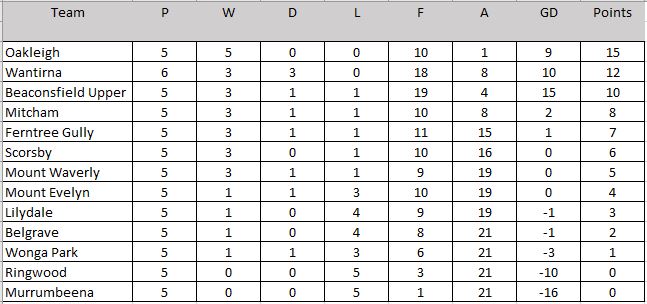 Team P W D L F A GD Points
Oakleigh 5 5 0 0 10 1 9 15
Wantirna 6 3 3 0 18 8 10 12
Beaconsfield Upper 5 3 1 1 19 4 15 10
Mitcham 5 3 1 1 10 8 2 8
Ferntree Gully 5 3 1 1 11 15 1 7
Scorsby 5 3 0 1 10 16 0 6
Mount Waverly 5 3 1 1 9 19 0 5
Mount Evelyn 5 1 1 3 10 19 0 4
Lilydale 5 1 0 4 9 19 -1 3
Belgrave 5 1 0 4 8 21 -1 2
Wonga Park 5 1 1 3 6 21 -3 1
Ringwood 5 0 0 5 3 21 -10 0
Murrumbeena 5 0 0 5 1 21 -16 0